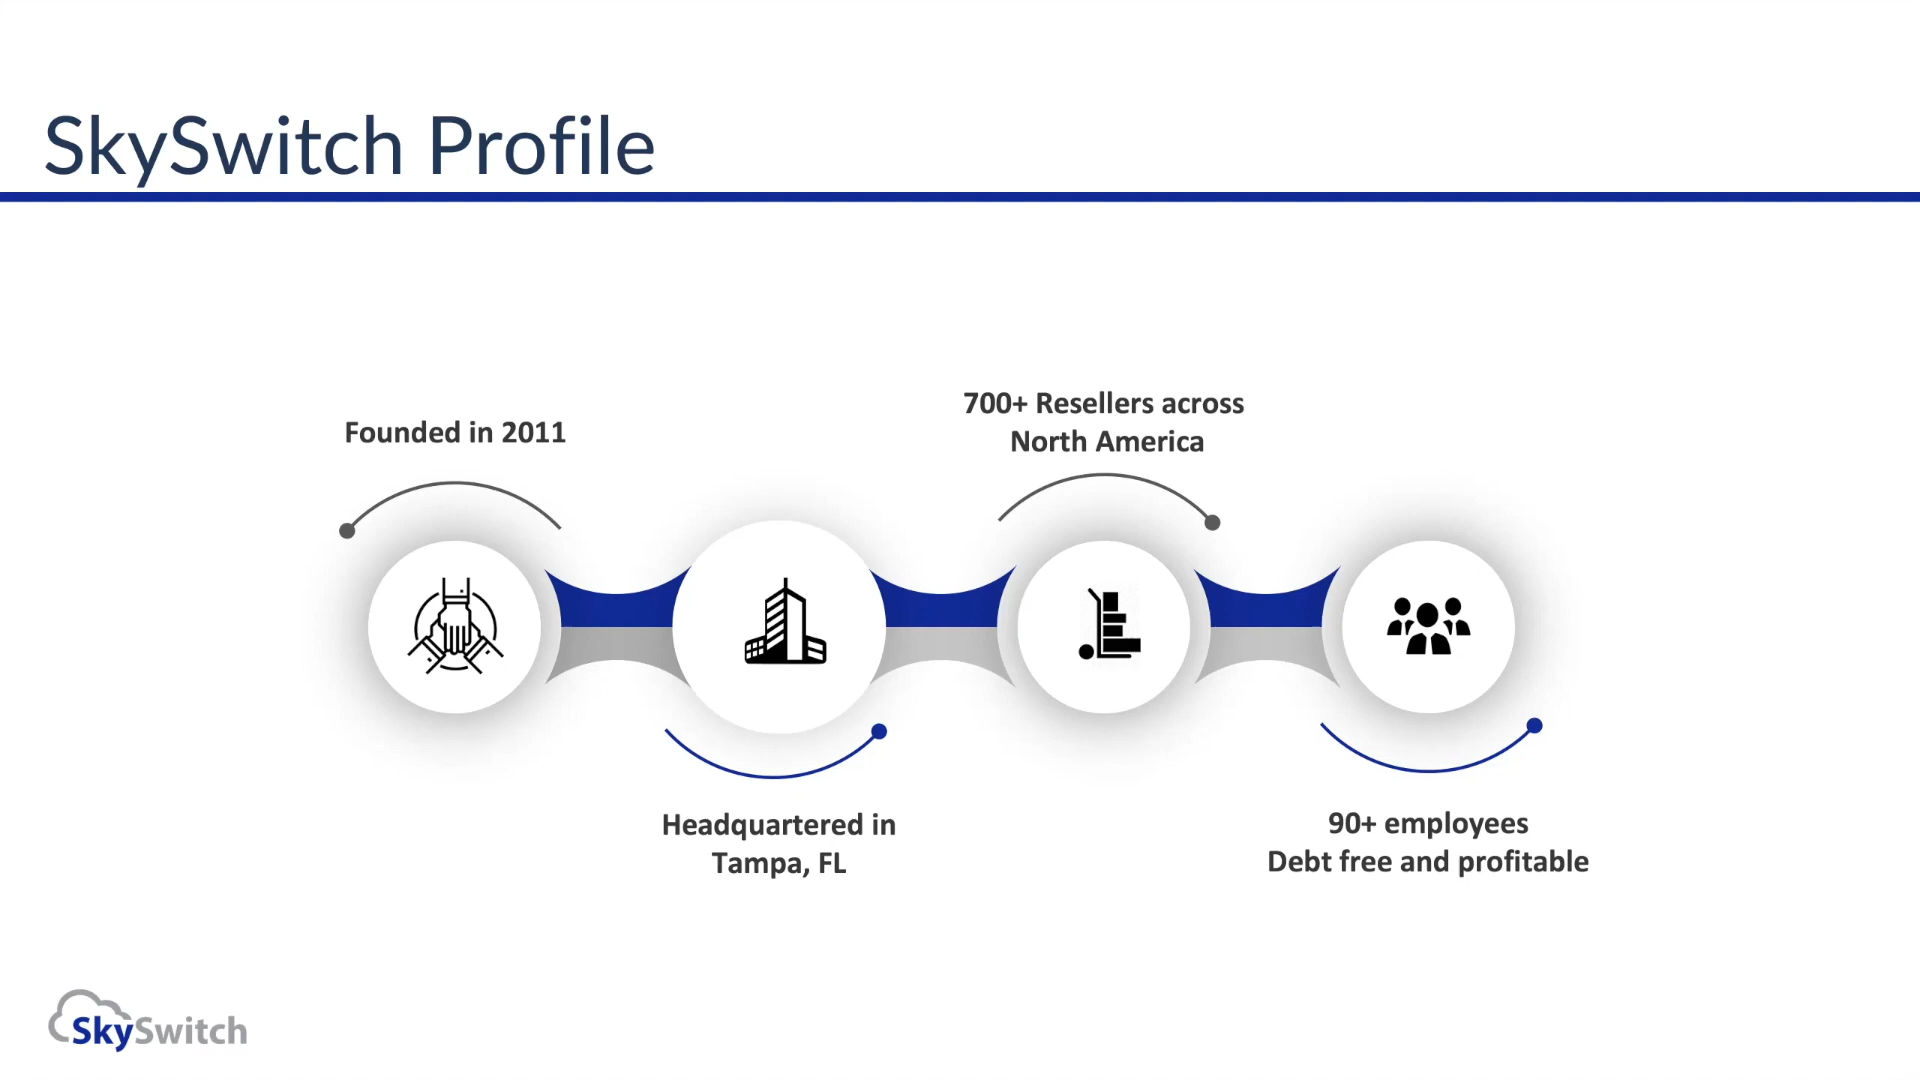 SkySwitch Profile
Founded in 2011
700+ Resellers across
North America
Headquartered in
Tampa, FL
90+ employees
Debt free and profitable
SkySwitch